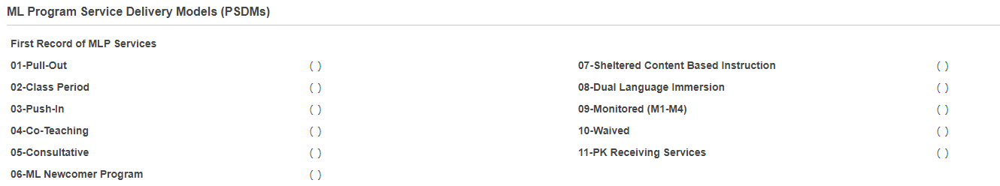 ML Program Service Delivery Models (PSDMs)
First Record of MLP Services
01-Pull-Out ( ) 07-Sheltered Content Based Instruction ( )
02-Class Period ( ) 08-Dual Language Immersion ( )
03-Push-In ( ) 09-Monitored (M1-M4) ( )
04-Co-Teaching ( ) 10-Waived ( )
05-Consultative ( ) 11-PK Receiving Services ( )
06-ML Newcomer Program ( )